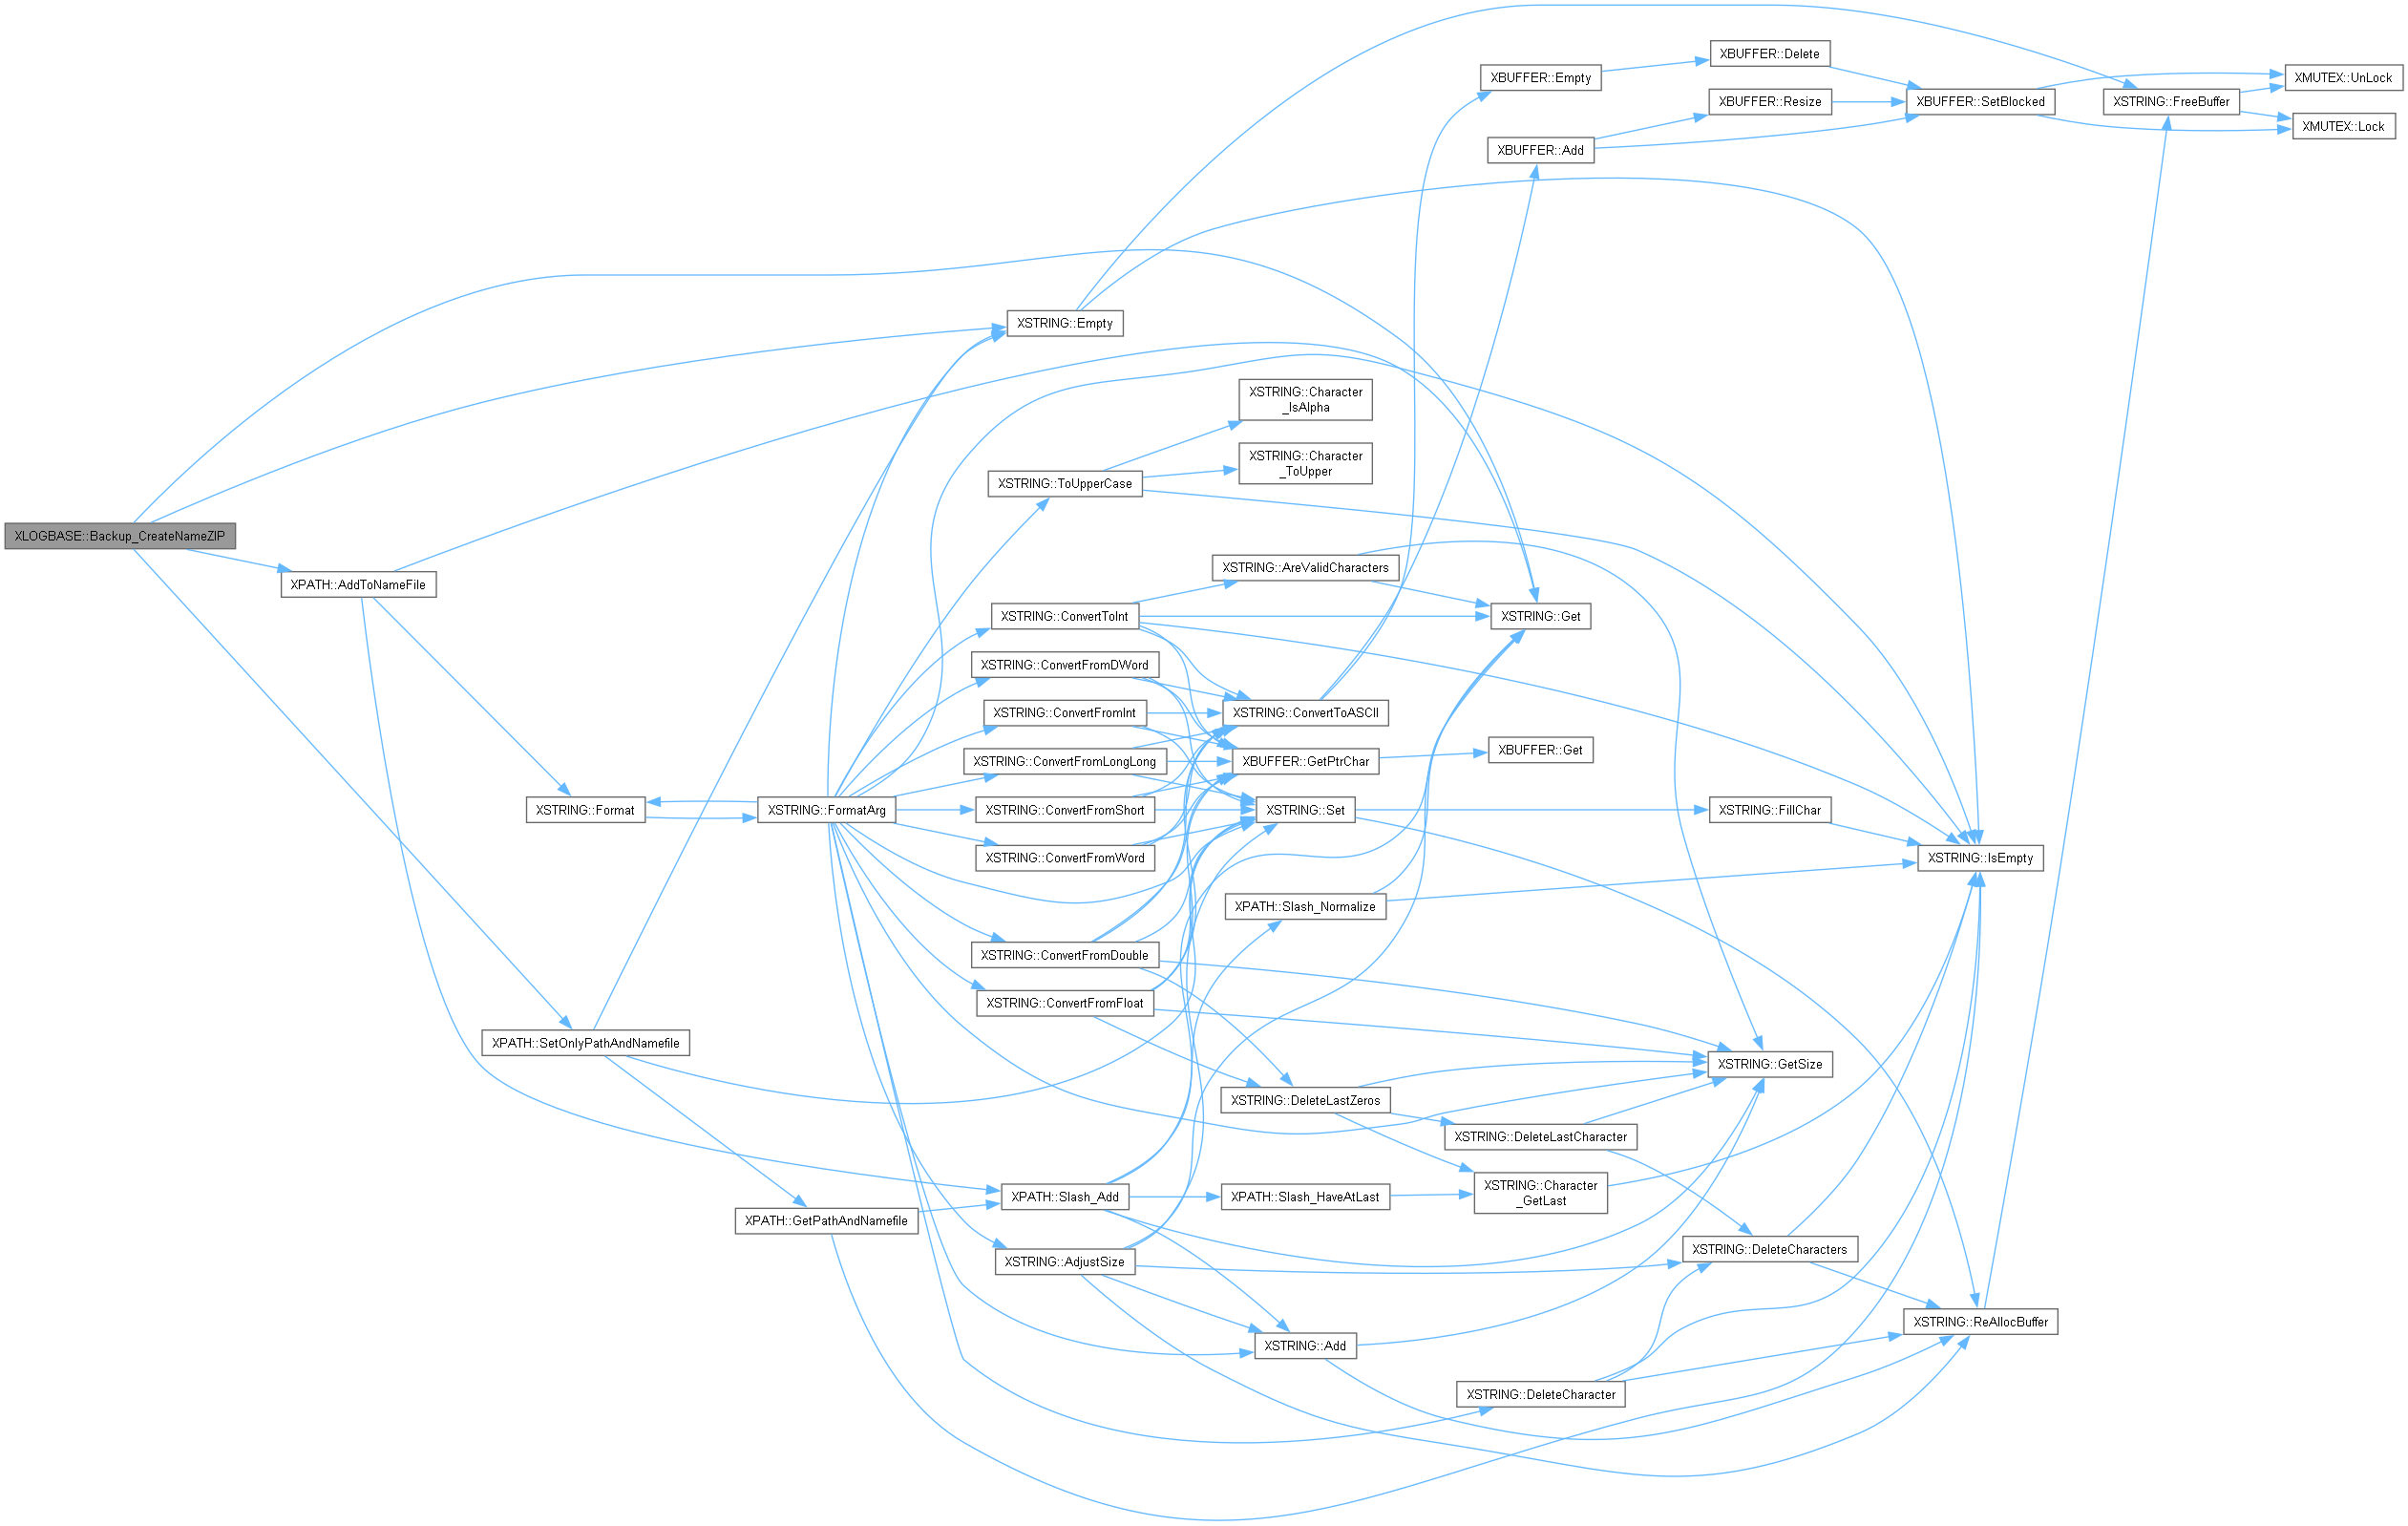 XLOGBASE::Backup_CreateNameZIP
XPATH::AddToNameFile
XSTRING::Format
XPATH::SetOnlyPathAndNamefile
XSTRING::FormatArg
XPATH::GetPathAndNamefile
XSTRING::Empty
XSTRING::ToUpperCase
XSTRING::ConvertToInt
XSTRING::ConvertFromDWord
XSTRING::ConvertFromInt
XSTRING::ConvertFromLongLong
XSTRING::ConvertFromShort
XSTRING::ConvertFromWord
XSTRING::ConvertFromDouble
XSTRING::ConvertFromFloat
XPATH::Slash_Add
XSTRING::AdjustSize
XSTRING::Character
_IsAlpha
XSTRING::Character
_ToUpper
XSTRING::AreValidCharacters
XSTRING::ConvertToASCII
XBUFFER::GetPtrChar
XSTRING::Set
XPATH::Slash_Normalize
XSTRING::DeleteLastZeros
XPATH::Slash_HaveAtLast
XSTRING::Add
XBUFFER::Empty
XBUFFER::Add
XSTRING::Get
XBUFFER::Get
XSTRING::DeleteLastCharacter
XSTRING::Character
_GetLast
XSTRING::DeleteCharacter
XBUFFER::Delete
XBUFFER::Resize
XSTRING::FillChar
XSTRING::GetSize
XSTRING::DeleteCharacters
XBUFFER::SetBlocked
XSTRING::IsEmpty
XSTRING::ReAllocBuffer
XSTRING::FreeBuffer
XMUTEX::UnLock
XMUTEX::Lock